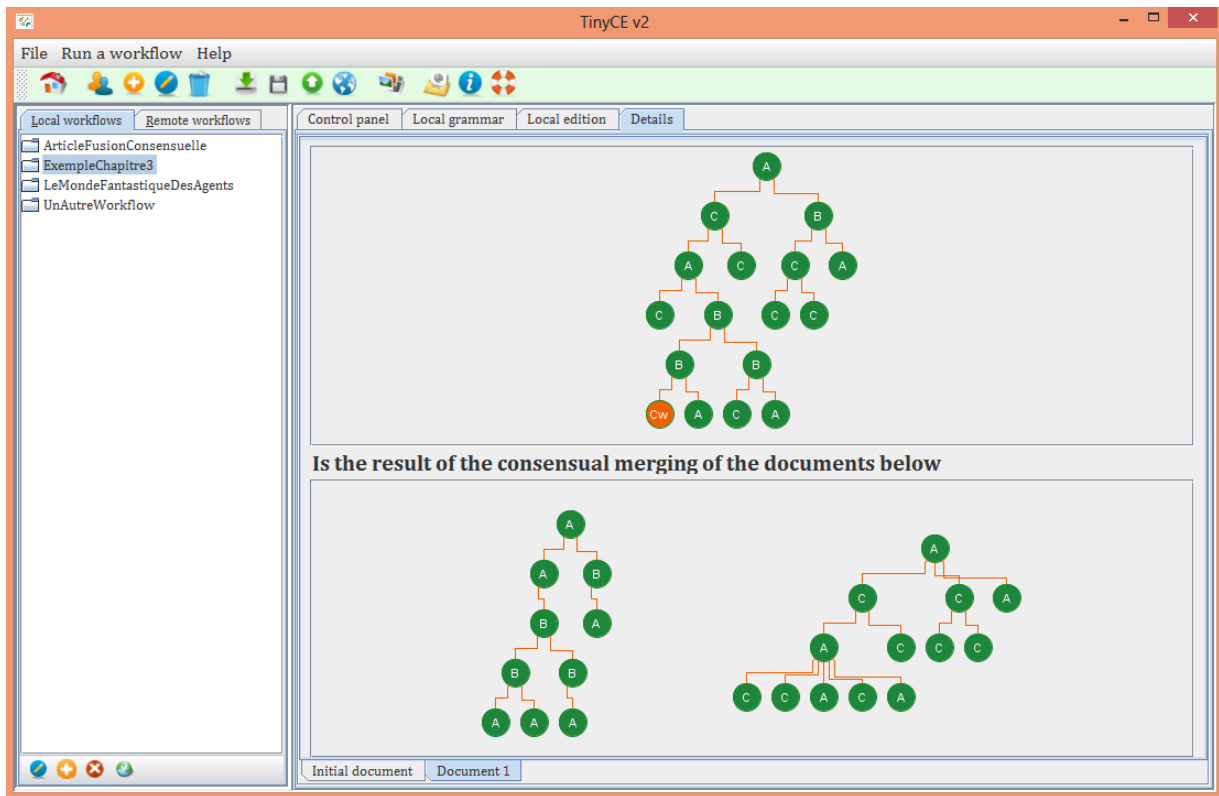 TinyCE v2
File Run a workflow Help
Local workflows Remote workflows
ArticleFusionConsensuelle
ExempleChapitre3
LeMondeFantastiqueDesAgents
UnAutreWorkflow
Control panel Local grammar Local edition Details
A
C B
A C C A
C B C C
B B
Cw A C A
Is the result of the consensual merging of the documents below
A
A B
B A
B B
A A A
A
C C A
A C C C
C C A C A
Initial document Document 1